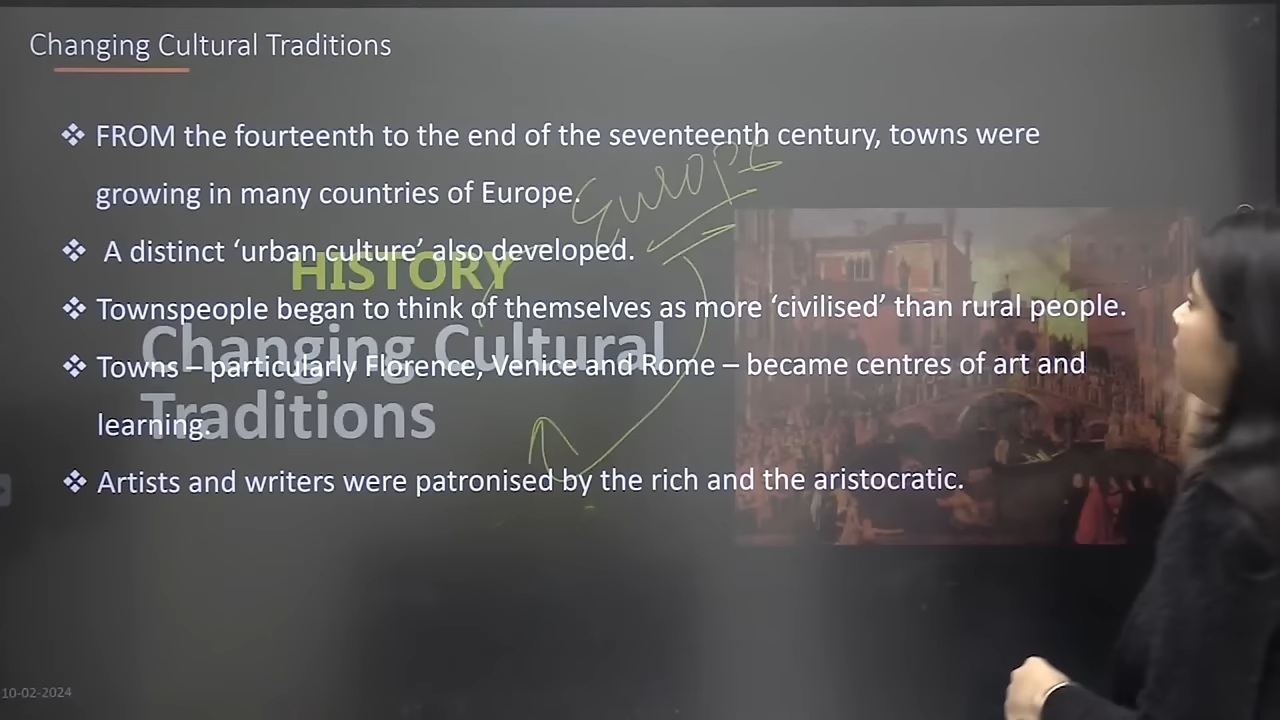 Changing Cultural Traditions
❖ FROM the fourteenth to the end of the seventeenth century, towns were
growing in many countries of Europe.
Europe
❖ A distinct ‘urban culture’ also developed.
HISTORY
❖ Townspeople began to think of themselves as more ‘civilised’ than rural people.
Changing Cultural
❖ Towns – particularly Florence, Venice and Rome – became centres of art and
learning.
Traditions
❖ Artists and writers were patronised by the rich and the aristocratic.
10-02-2024